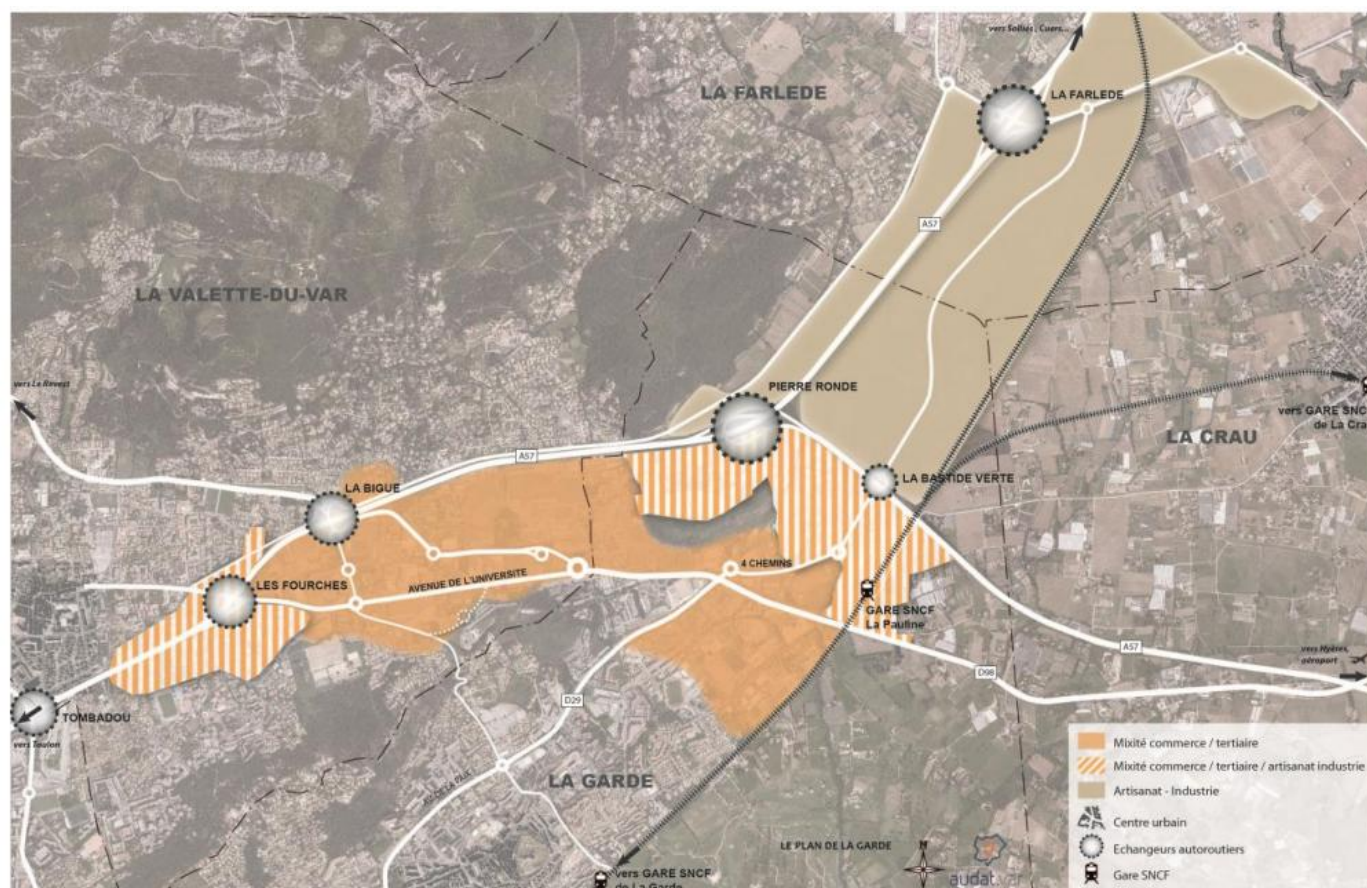 vers Solliès, Cuers...
LA FARLEDE
LA FARLEDE
A57
LA VALETTE-DU-VAR
vers Le Revest
PIERRE RONDE
vers GARE SNCF
de La Crau
LA CRAU
A57
LA BIGUE
LA BASTIDE VERTE
LES FOURCHES
AVENUE DE L'UNIVERSITE
4 CHEMINS
GARE SNCF
La Pauline
A57
vers Hyères,
aéroport
D98
D29
TOMBADOU
vers Toulon
LA GARDE
LE PLAN DE LA GARDE
N
audat.var
vers GARE SNCF
de La Garde
Mixité commerce / tertiaire
Mixité commerce / tertiaire / artisanat industrie
Artisanat - Industrie
Centre urbain
Echangeurs autoroutiers
Gare SNCF